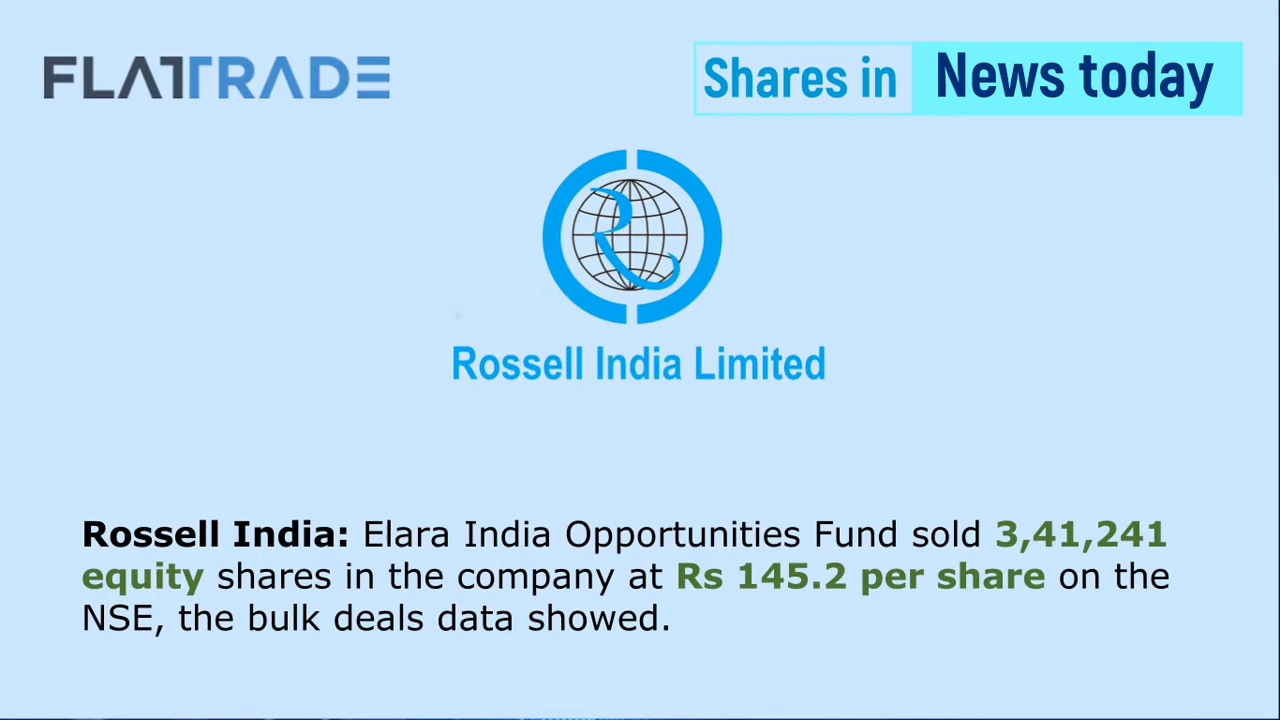 FLATTRADE
Shares in News today
Rossell India Limited
Rossell India: Elara India Opportunities Fund sold 3,41,241
equity shares in the company at Rs 145.2 per share on the
NSE, the bulk deals data showed.